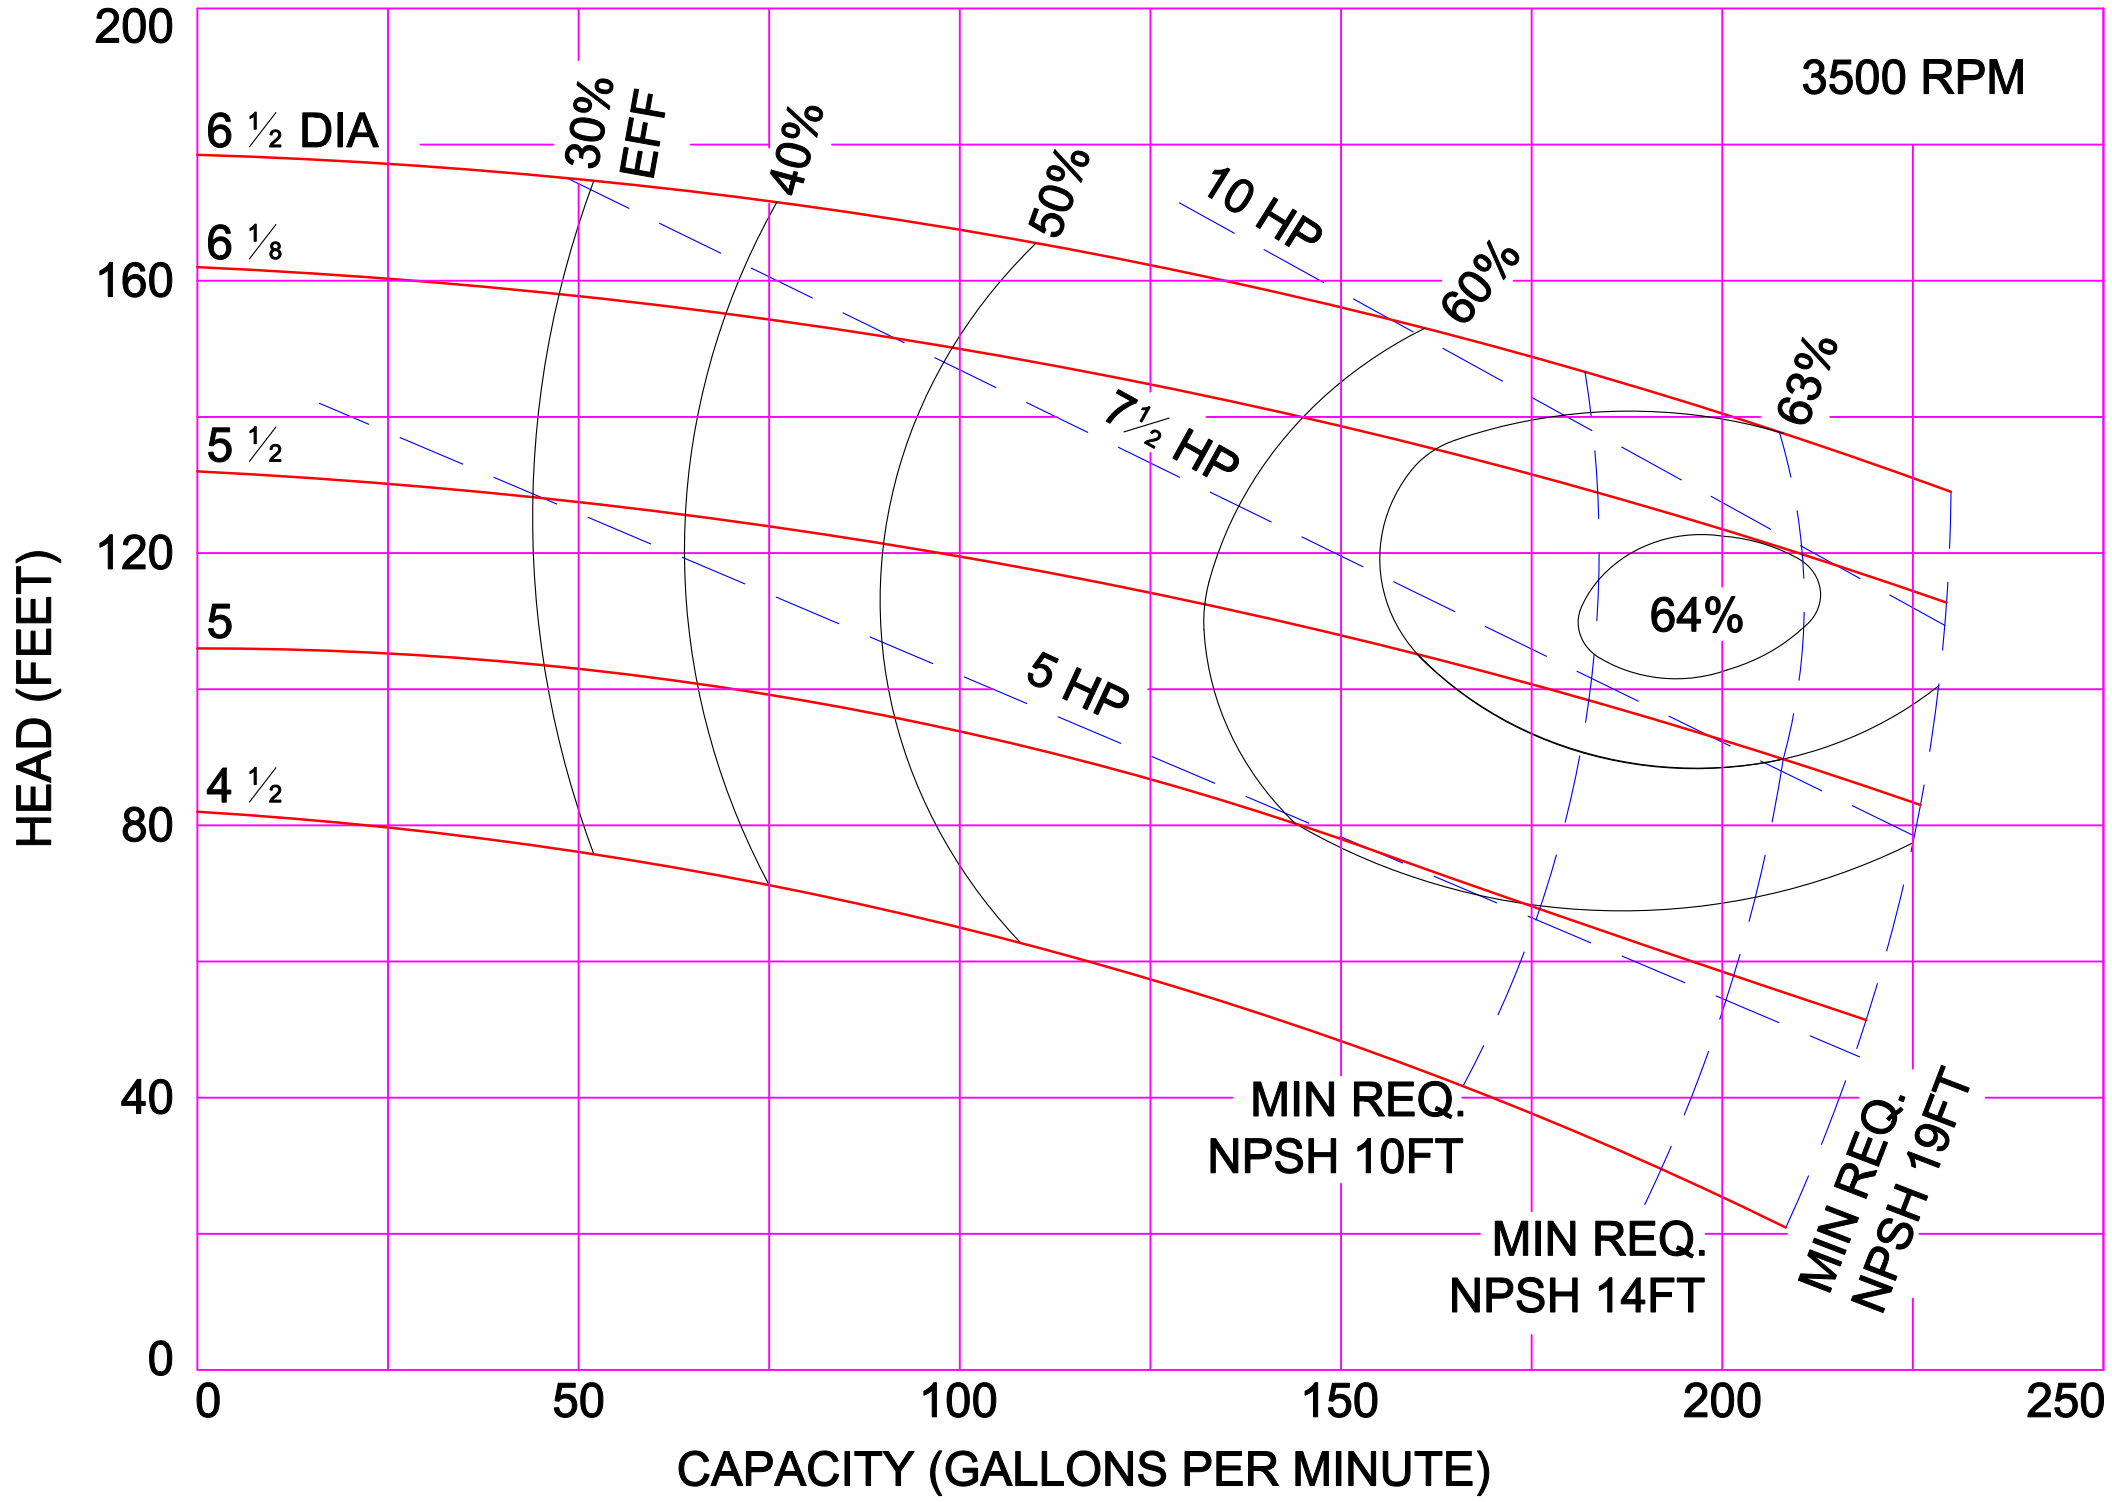 200
3500 RPM
30%
EFF
40%
6 ½ DIA
50%
10 HP
6 ⅛
160
60%
63%
7½ HP
5 ½
120
5
64%
5 HP
4 ½
80
40
MIN REQ.
NPSH 10FT
MIN REQ.
NPSH 14FT
MIN REQ.
NPSH 19FT
0
0 50 100 150 200 250
HEAD (FEET)
CAPACITY (GALLONS PER MINUTE)